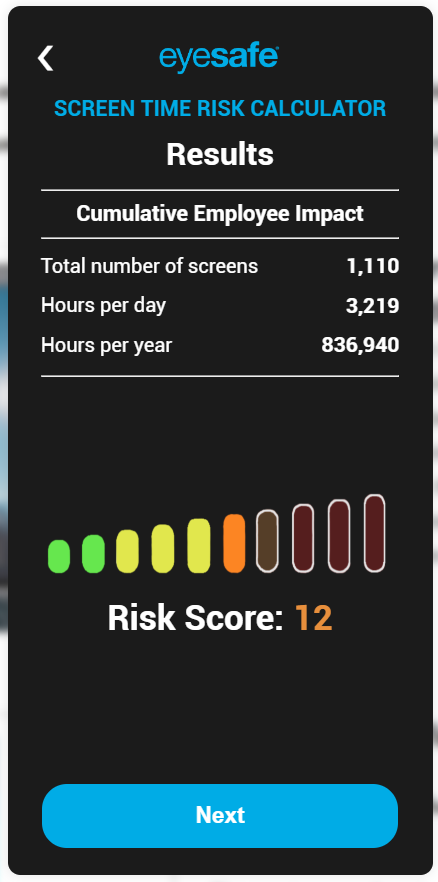 eyesafe
SCREEN TIME RISK CALCULATOR
Results
Cumulative Employee Impact
Total number of screens 1,110
Hours per day 3,219
Hours per year 836,940
Risk Score: 12
Next